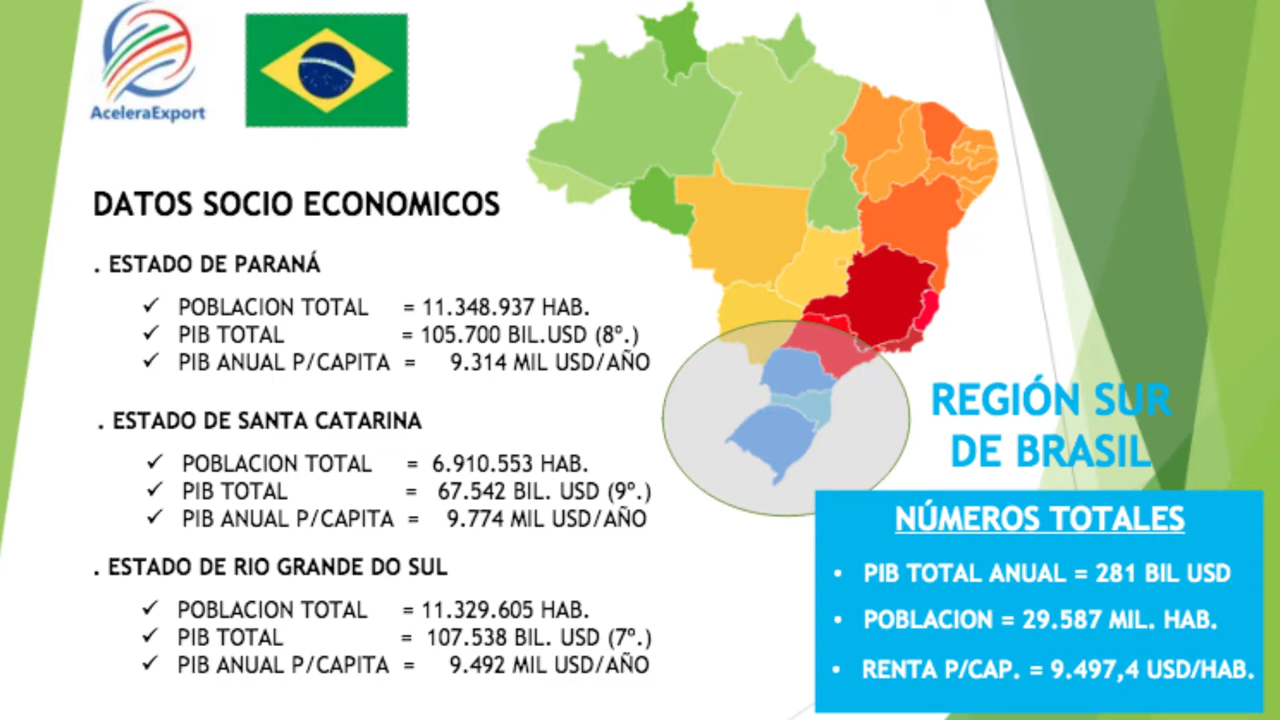 AceleraExport
DATOS SOCIO ECONOMICOS
. ESTADO DE PARANÁ
✓ POBLACION TOTAL = 11.348.937 HAB.
✓ PIB TOTAL = 105.700 BIL.USD (8º.)
✓ PIB ANUAL P/CAPITA = 9.314 MIL USD/AÑO
. ESTADO DE SANTA CATARINA
✓ POBLACION TOTAL = 6.910.553 HAB.
✓ PIB TOTAL = 67.542 BIL. USD (9º.)
✓ PIB ANUAL P/CAPITA = 9.774 MIL USD/AÑO
. ESTADO DE RIO GRANDE DO SUL
✓ POBLACION TOTAL = 11.329.605 HAB.
✓ PIB TOTAL = 107.538 BIL. USD (7º.)
✓ PIB ANUAL P/CAPITA = 9.492 MIL USD/AÑO
REGIÓN SUR
DE BRASIL
NÚMEROS TOTALES
• PIB TOTAL ANUAL = 281 BIL USD
• POBLACION = 29.587 MIL. HAB.
• RENTA P/CAP. = 9.497,4 USD/HAB.